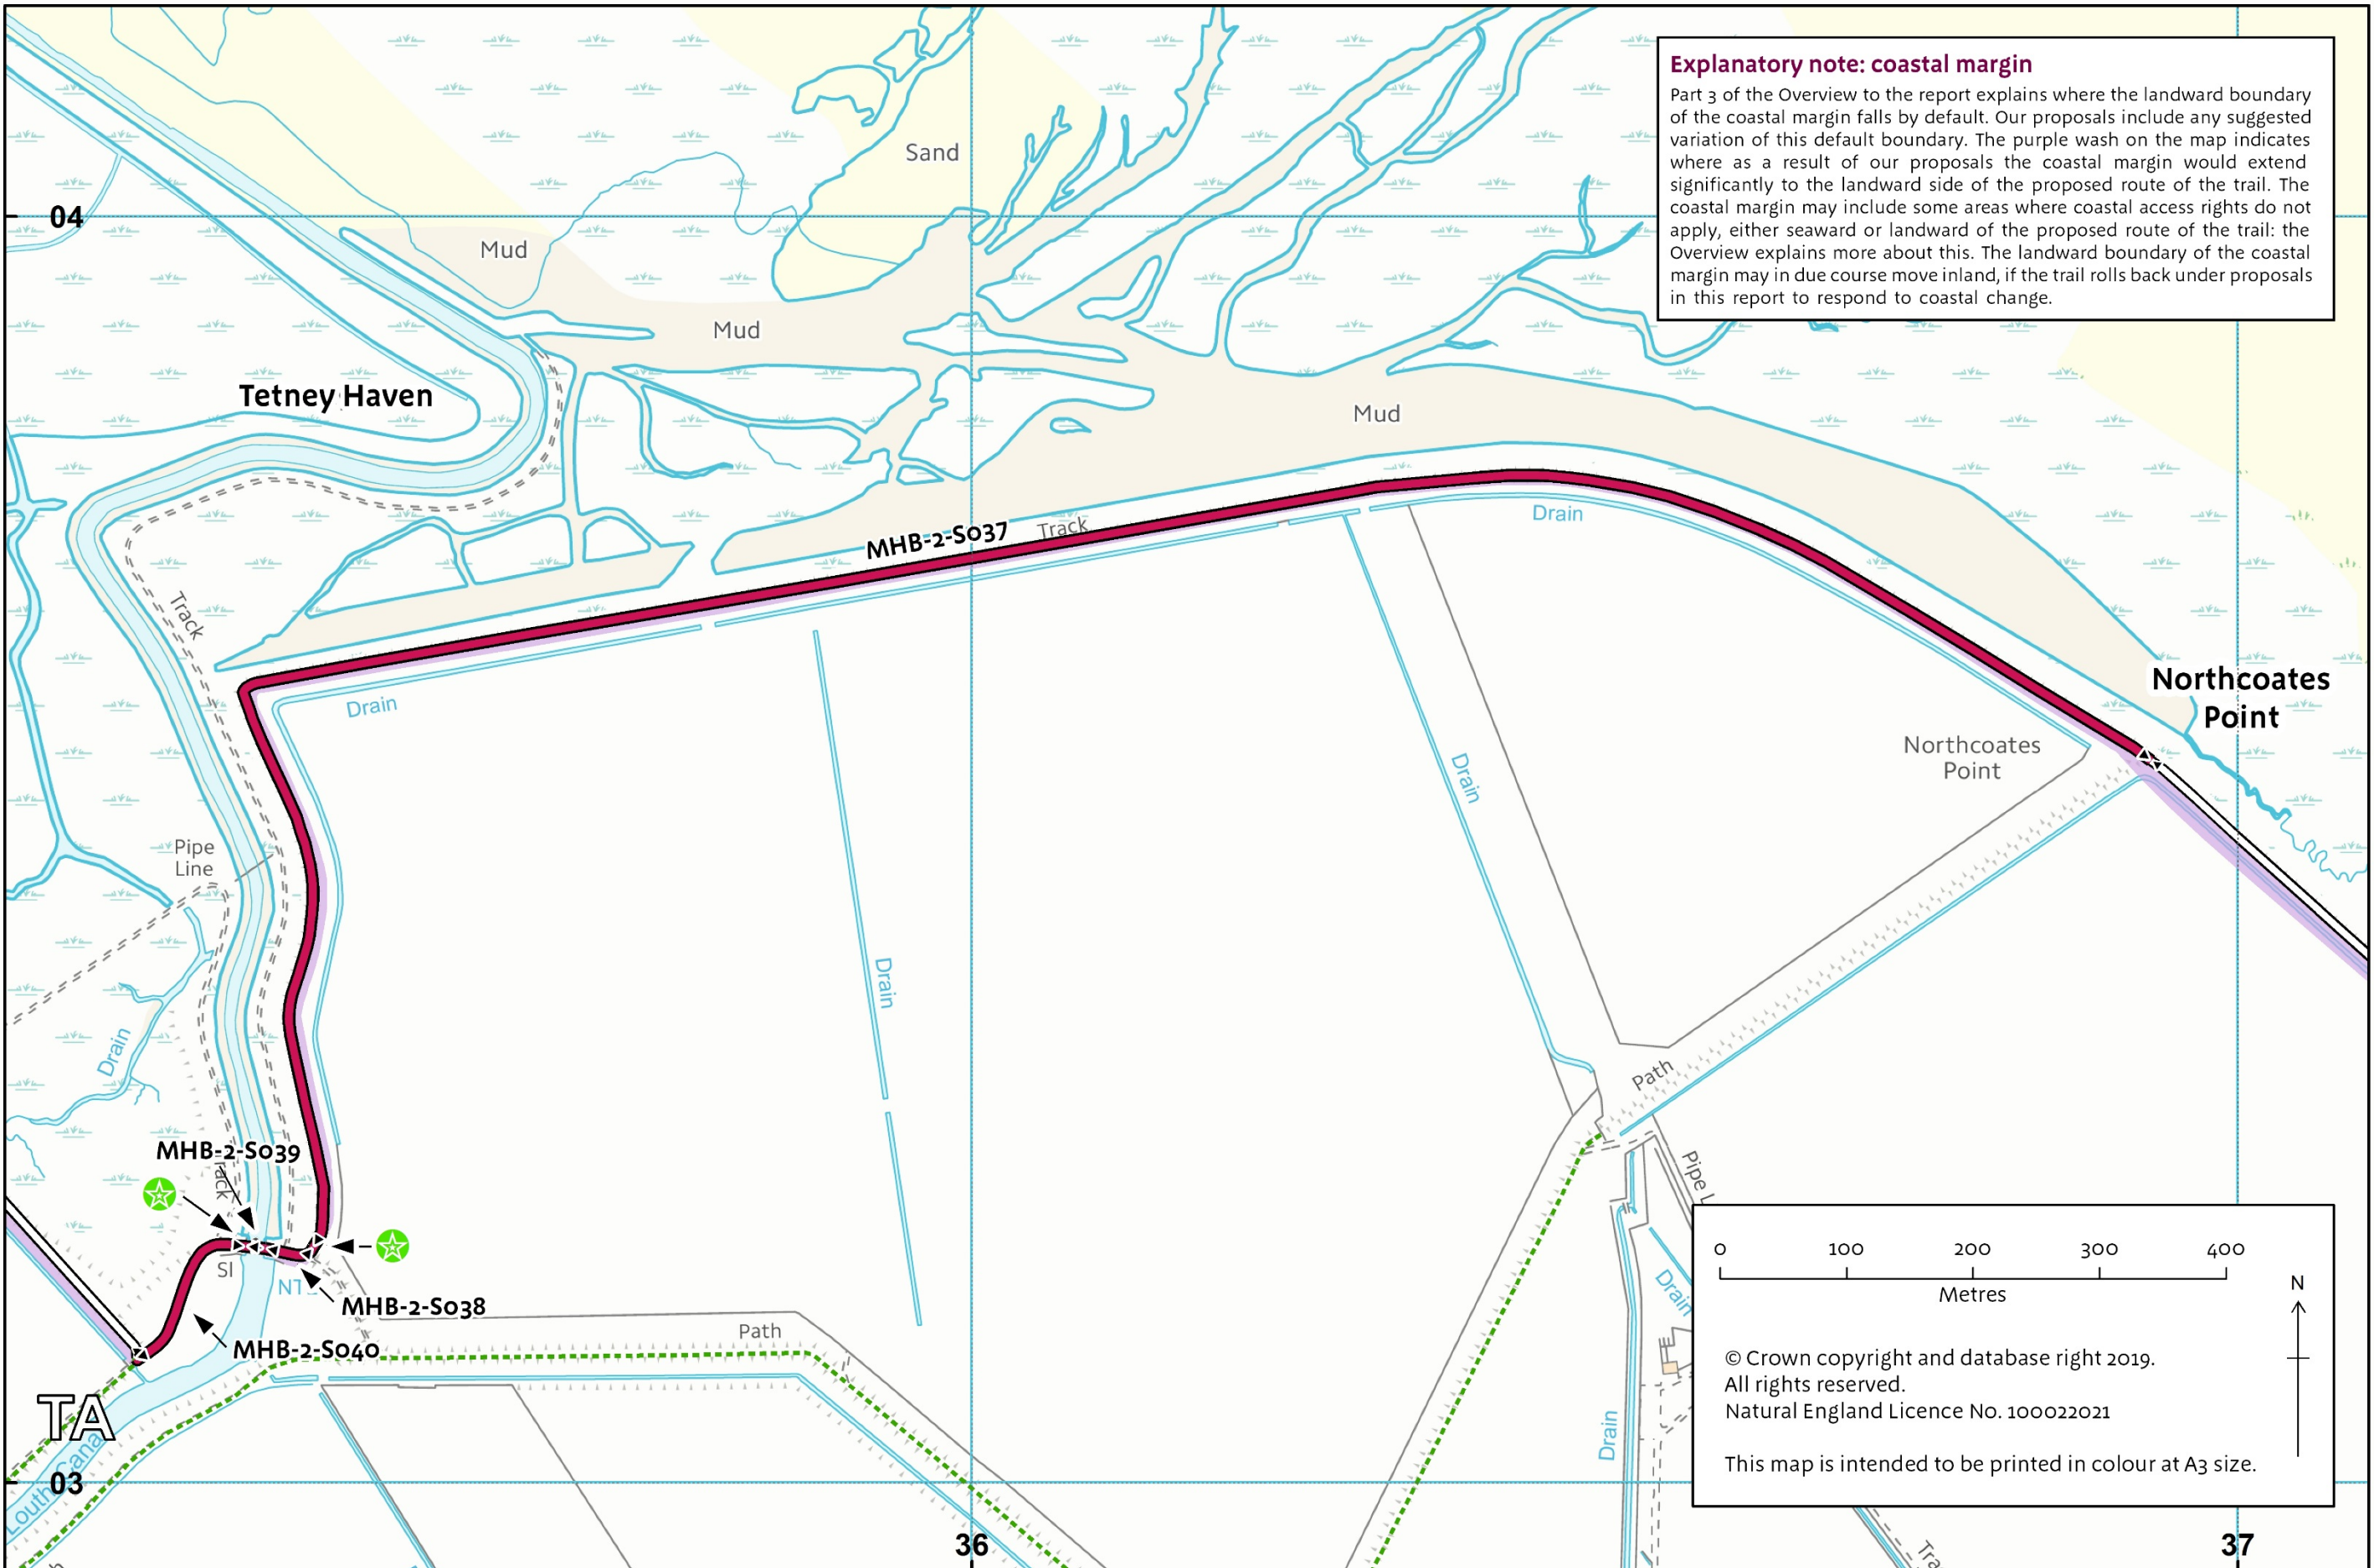 Explanatory note: coastal margin
Part 3 of the Overview to the report explains where the landward boundary
of the coastal margin falls by default. Our proposals include any suggested
variation of this default boundary. The purple wash on the map indicates
where as a result of our proposals the coastal margin would extend
significantly to the landward side of the proposed route of the trail. The
coastal margin may include some areas where coastal access rights do not
apply, either seaward or landward of the proposed route of the trail: the
Overview explains more about this. The landward boundary of the coastal
margin may in due course move inland, if the trail rolls back under proposals
in this report to respond to coastal change.
Sand
04
Mud
Mud
Tetney Haven
Mud
Drain
MHB-2-S037
Track
Track
Northcoates
Point
Drain
Northcoates
Point
Drain
Pipe
Line
Drain
Drain
Path
MHB-2-S039
Pipe L
SI
MHB-2-S038
Path
MHB-2-S040
Drain
Drain
TA
03
36
37
0 100 200 300 400
Metres
N
© Crown copyright and database right 2019.
All rights reserved.
Natural England Licence No. 100022021
This map is intended to be printed in colour at A3 size.